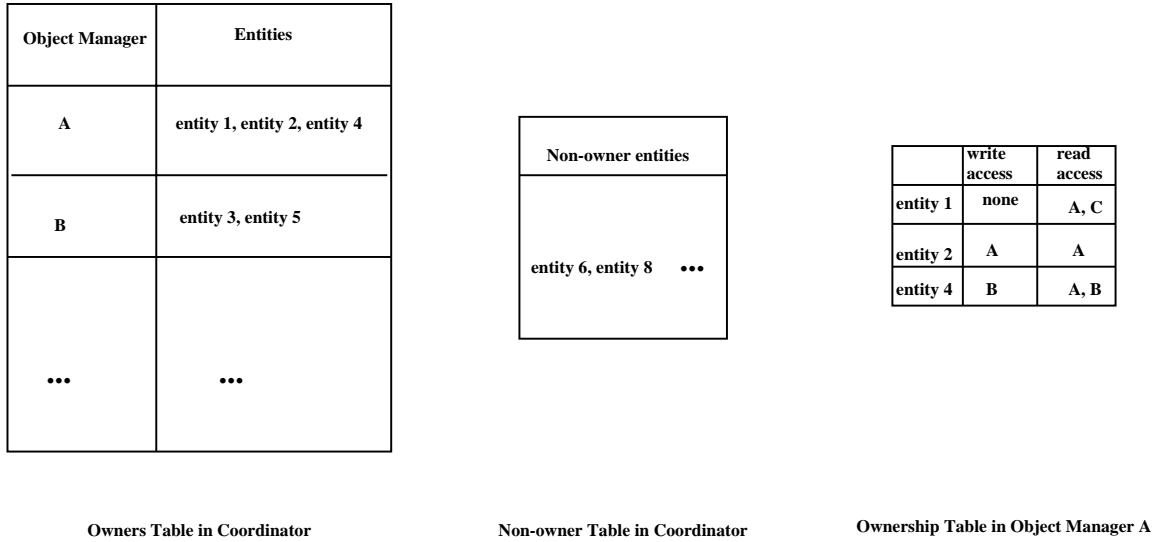 Object Manager Entities
A entity 1, entity 2, entity 4
B entity 3, entity 5
... ...
Owners Table in Coordinator
Non-owner entities
entity 6, entity 8 ...
Non-owner Table in Coordinator
write access read access
entity 1 none A, C
entity 2 A A
entity 4 B A, B
Ownership Table in Object Manager A